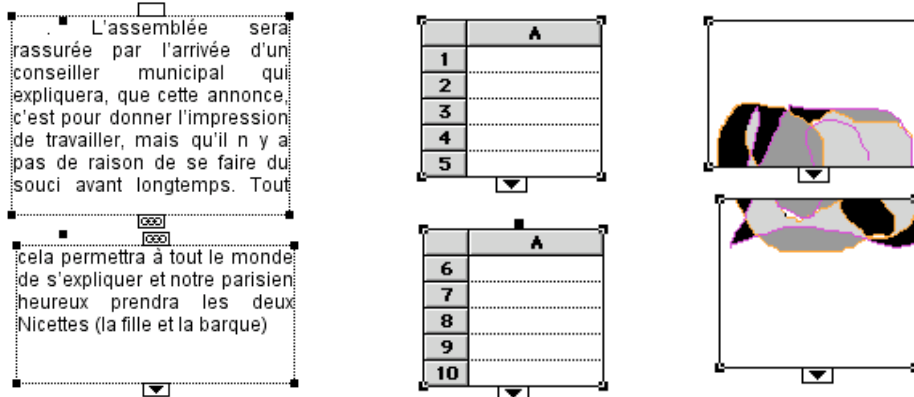 . L'assemblée sera
rassurée par l'arrivée d'un
conseiller municipal qui
expliquera, que cette annonce,
c'est pour donner l'impression
de travailler, mais qu'il n y a
pas de raison de se faire du
souci avant longtemps. Tout
cela permettra à tout le monde
de s'expliquer et notre parisien
heureux prendra les deux
Nicettes (la fille et la barque)
A
1
2
3
4
5
A
6
7
8
9
10